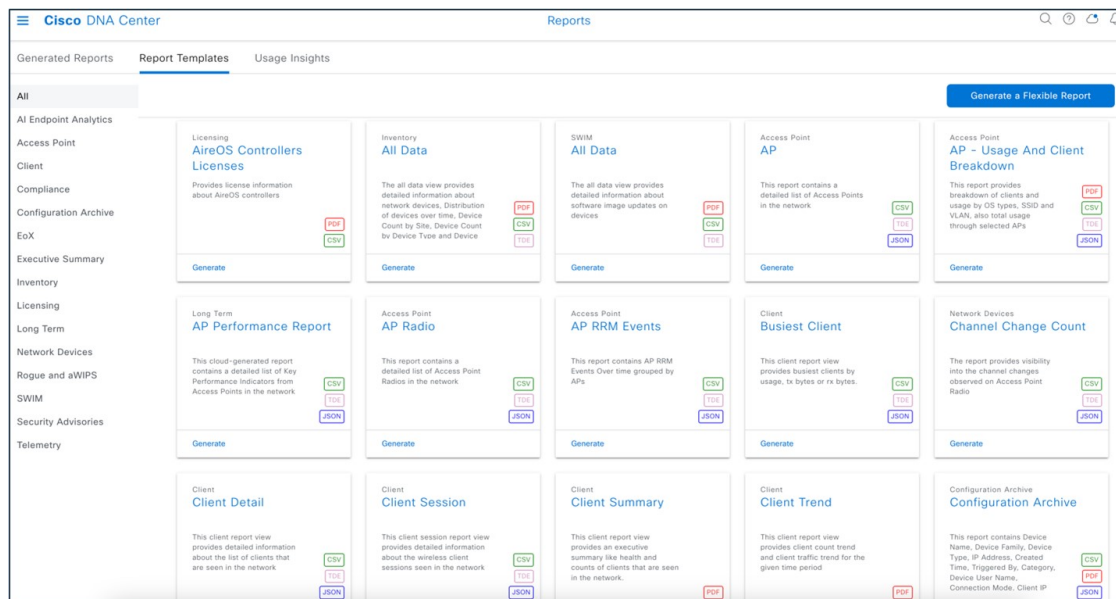 Cisco DNA Center
Reports
Generated Reports
Report Templates
Usage Insights
All
AI Endpoint Analytics
Access Point
Client
Compliance
Configuration Archive
EoX
Executive Summary
Inventory
Licensing
Long Term
Network Devices
Rogue and aWIPS
SWIM
Security Advisories
Telemetry
Generate a Flexible Report
Licensing
AireOS Controllers
Licenses
Provides license information
about AireOS controllers
PDF
CSV
Generate
Inventory
All Data
The all data view provides
detailed information about
network devices, Distribution
of devices over time, Device
Count by Site, Device Count
by Device Type and Device
PDF
CSV
TDE
Generate
SWIM
All Data
The all data view provides
detailed information about
software image updates on
devices
PDF
CSV
TDE
Generate
Access Point
AP
This report contains a
detailed list of Access Points
in the network
CSV
TDE
JSON
Generate
Access Point
AP - Usage And Client
Breakdown
This report provides
breakdown of clients and
usage by OS types, SSID and
VLAN, also total usage
through selected APs
PDF
CSV
TDE
JSON
Generate
Long Term
AP Performance Report
This cloud-generated report
contains a detailed list of Key
Performance Indicators from
Access Points in the network
CSV
TDE
JSON
Generate
Access Point
AP Radio
This report contains a
detailed list of Access Point
Radios in the network
CSV
TDE
JSON
Generate
Access Point
AP RRM Events
This report contains AP RRM
Events Over time grouped by
APs
CSV
TDE
JSON
Generate
Client
Busiest Client
This client report view
provides busiest clients by
usage, tx bytes or rx bytes.
CSV
TDE
JSON
Generate
Network Devices
Channel Change Count
The report provides visibility
into the channel changes
observed on Access Point
Radio
CSV
TDE
JSON
Generate
Client
Client Detail
This client report view
provides detailed information
about the list of clients that
are seen in the network
CSV
TDE
JSON
Client
Client Session
This client session report view
provides detailed information
about the wireless client
sessions seen in the network
CSV
TDE
JSON
Client
Client Summary
This client report view
provides an executive
summary like health and
counts of clients that are seen
in the network.
PDF
Client
Client Trend
This client report view
provides client count trend
and client traffic trend for the
given time period
PDF
Configuration Archive
Configuration Archive
This report contains Device
Name, Device Family, Device
Type, IP Address, Created
Time, Triggered By, Category,
Device User Name,
Connection Mode, Client IP
CSV
PDF
JSON